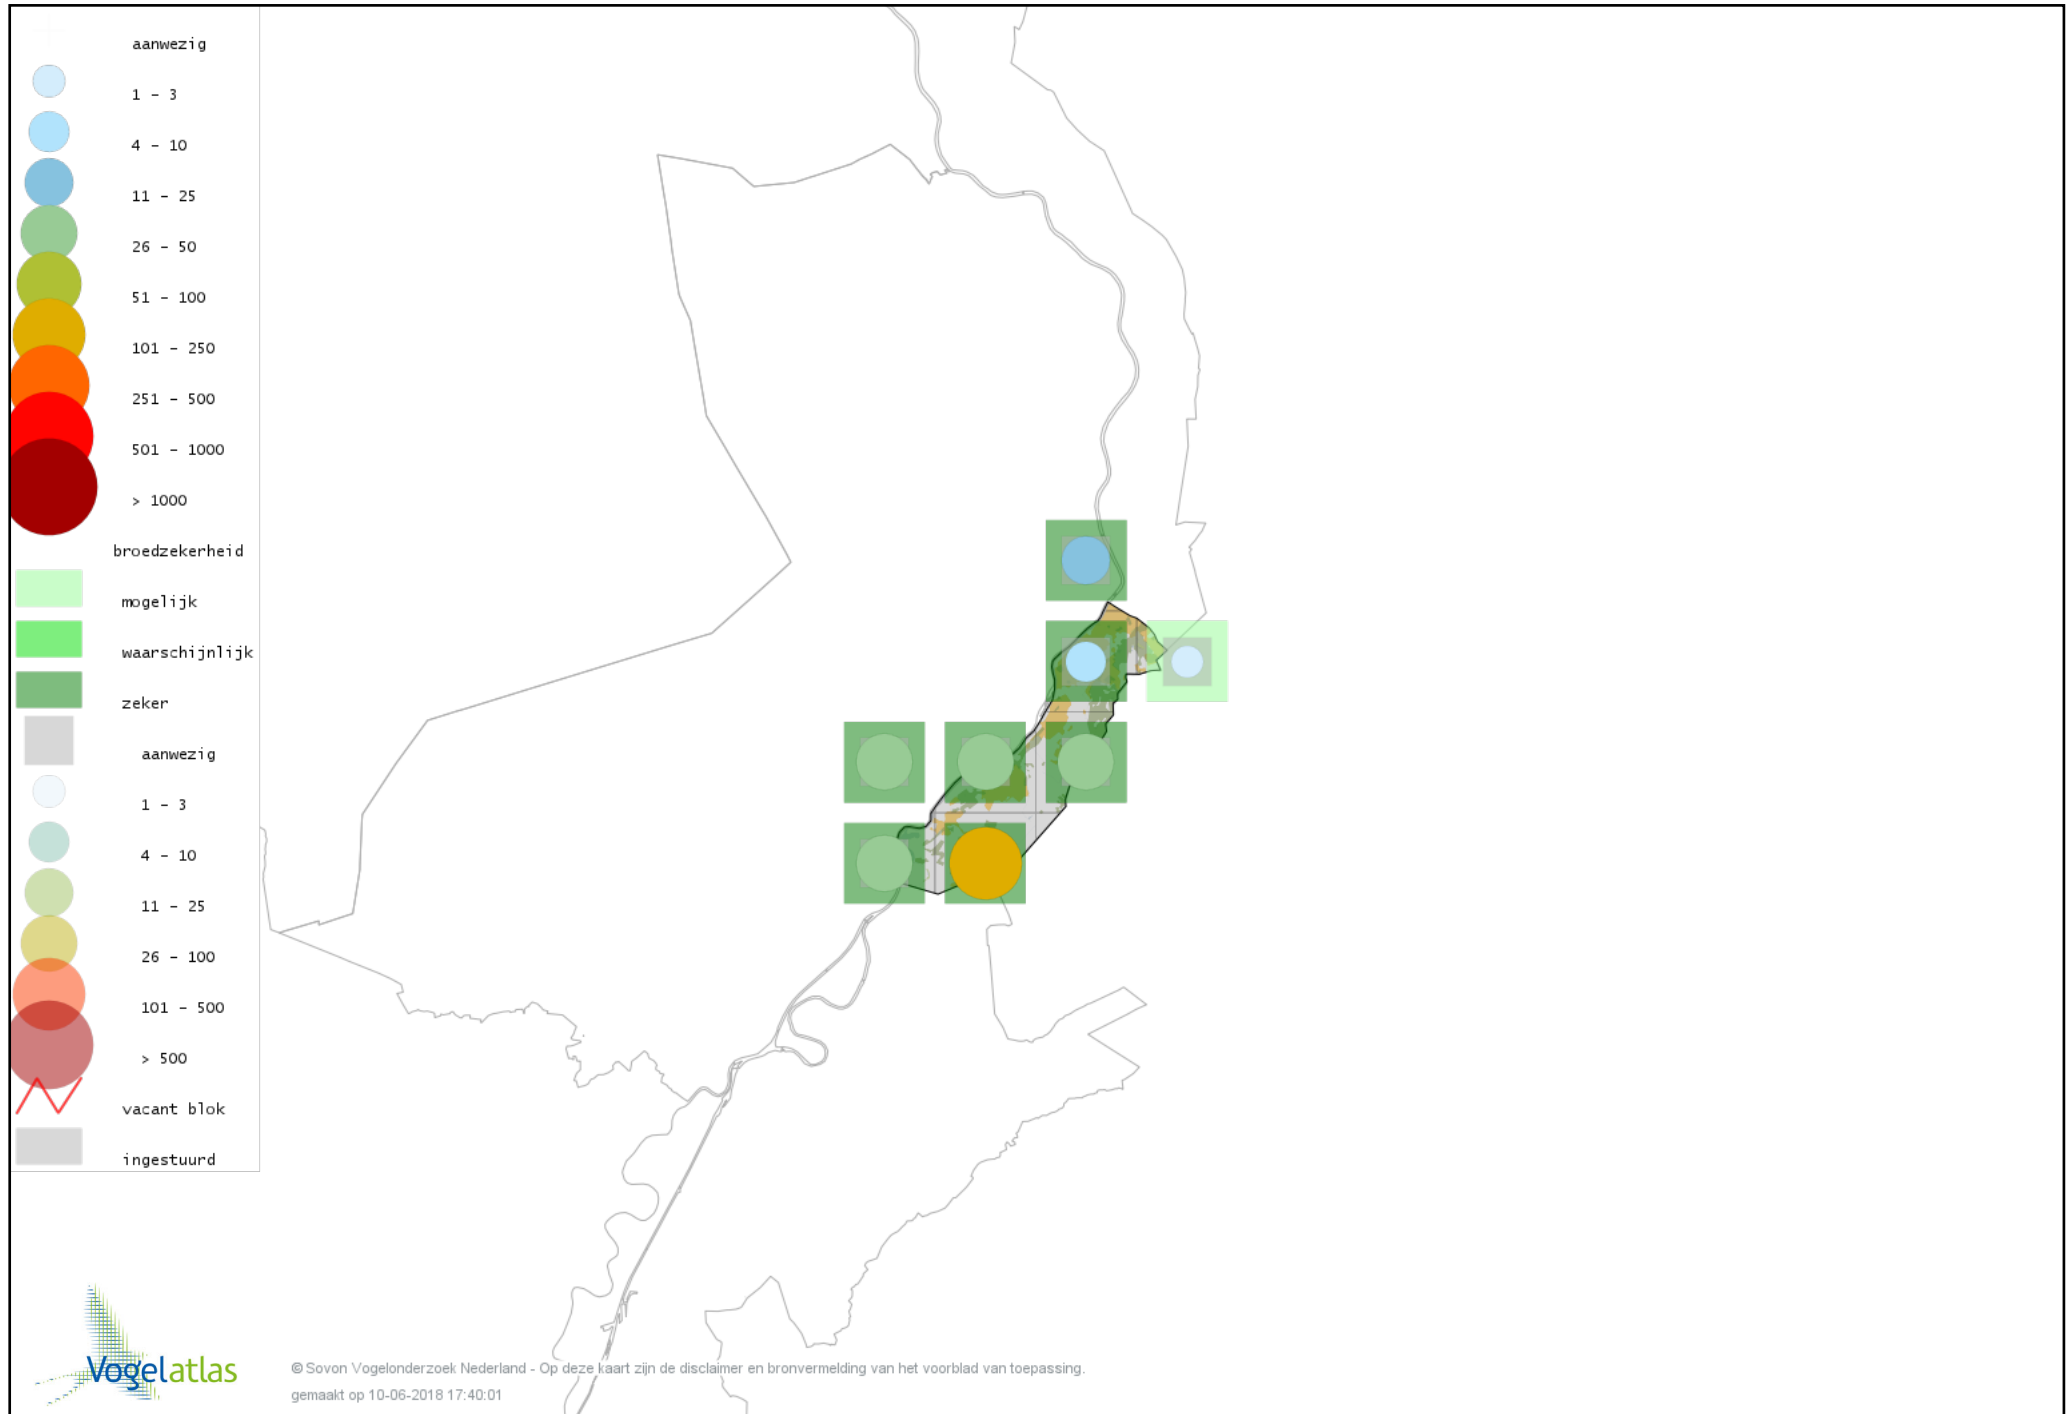 aanwezig
1 - 3
4 - 10
11 - 25
26 - 50
51 - 100
101 - 250
251 - 500
501 - 1000
> 1000
broedzekerheid
mogelijk
waarschijnlijk
zeker
aanwezig
1 - 3
4 - 10
11 - 25
26 - 100
101 - 500
> 500
vacant blok
ingestuurd
Vogelatlas
© Sovon Vogelonderzoek Nederland - Op deze kaart zijn de disclaimer en bronvermelding van het voorblad van toepassing.
gemaakt op 10-06-2018 17:40:01